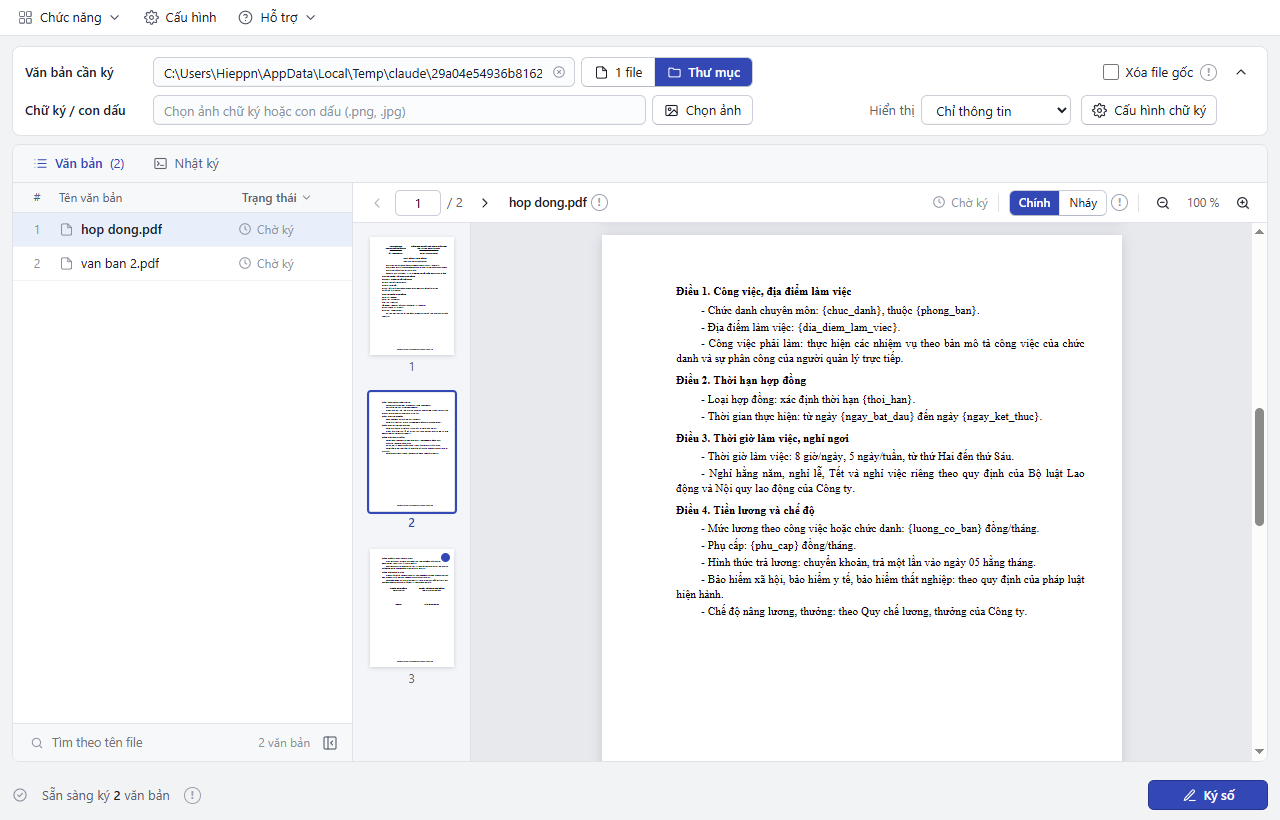 Chức năng
Cấu hình
Hỗ trợ
Văn bản cần ký
C:\Users\Hieppn\AppData\Local\Temp\claude\29a04e54936b8162
1 file
Thư mục
Xóa file gốc
Chữ ký / con dấu
Chọn ảnh chữ ký hoặc con dấu (.png, .jpg)
Chọn ảnh
Hiển thị
Chỉ thông tin
Cấu hình chữ ký
Văn bản (2)
Nhật ký
# Tên văn bản Trạng thái
1 hop dong.pdf Chờ ký
2 van ban 2.pdf Chờ ký
Tìm theo tên file
2 văn bản
1 / 2
hop dong.pdf
Chờ ký
Chính
Nháy
100 %
1
2
3
Điều 1. Công việc, địa điểm làm việc
- Chức danh chuyên môn: {chuc_danh}, thuộc {phong_ban}.
- Địa điểm làm việc: {dia_diem_lam_viec}.
- Công việc phải làm: thực hiện các nhiệm vụ theo bản mô tả công việc của chức
danh và sự phân công của người quản lý trực tiếp.
Điều 2. Thời hạn hợp đồng
- Loại hợp đồng: xác định thời hạn {thoi_han}.
- Thời gian thực hiện: từ ngày {ngay_bat_dau} đến ngày {ngay_ket_thuc}.
Điều 3. Thời giờ làm việc, nghỉ ngơi
- Thời giờ làm việc: 8 giờ/ngày, 5 ngày/tuần, từ thứ Hai đến thứ Sáu.
- Nghỉ hằng năm, nghỉ lễ, Tết và nghỉ việc riêng theo quy định của Bộ luật Lao
động và Nội quy lao động của Công ty.
Điều 4. Tiền lương và chế độ
- Mức lương theo công việc hoặc chức danh: {luong_co_ban} đồng/tháng.
- Phụ cấp: {phu_cap} đồng/tháng.
- Hình thức trả lương: chuyển khoản, trả một lần vào ngày 05 hằng tháng.
- Bảo hiểm xã hội, bảo hiểm y tế, bảo hiểm thất nghiệp: theo quy định của pháp luật
hiện hành.
- Chế độ nâng lương, thưởng: theo Quy chế lương, thưởng của Công ty.
Sẵn sàng ký 2 văn bản
Ký số